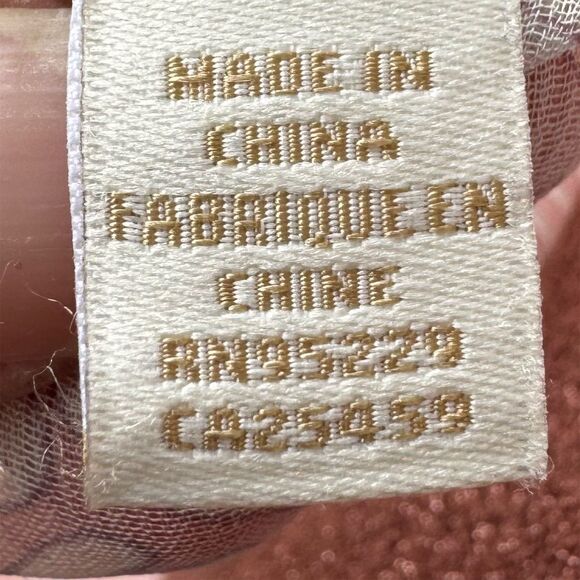 MADE IN
CHINA
FABRIQUE EN
CHINE
RN95229
CA25459